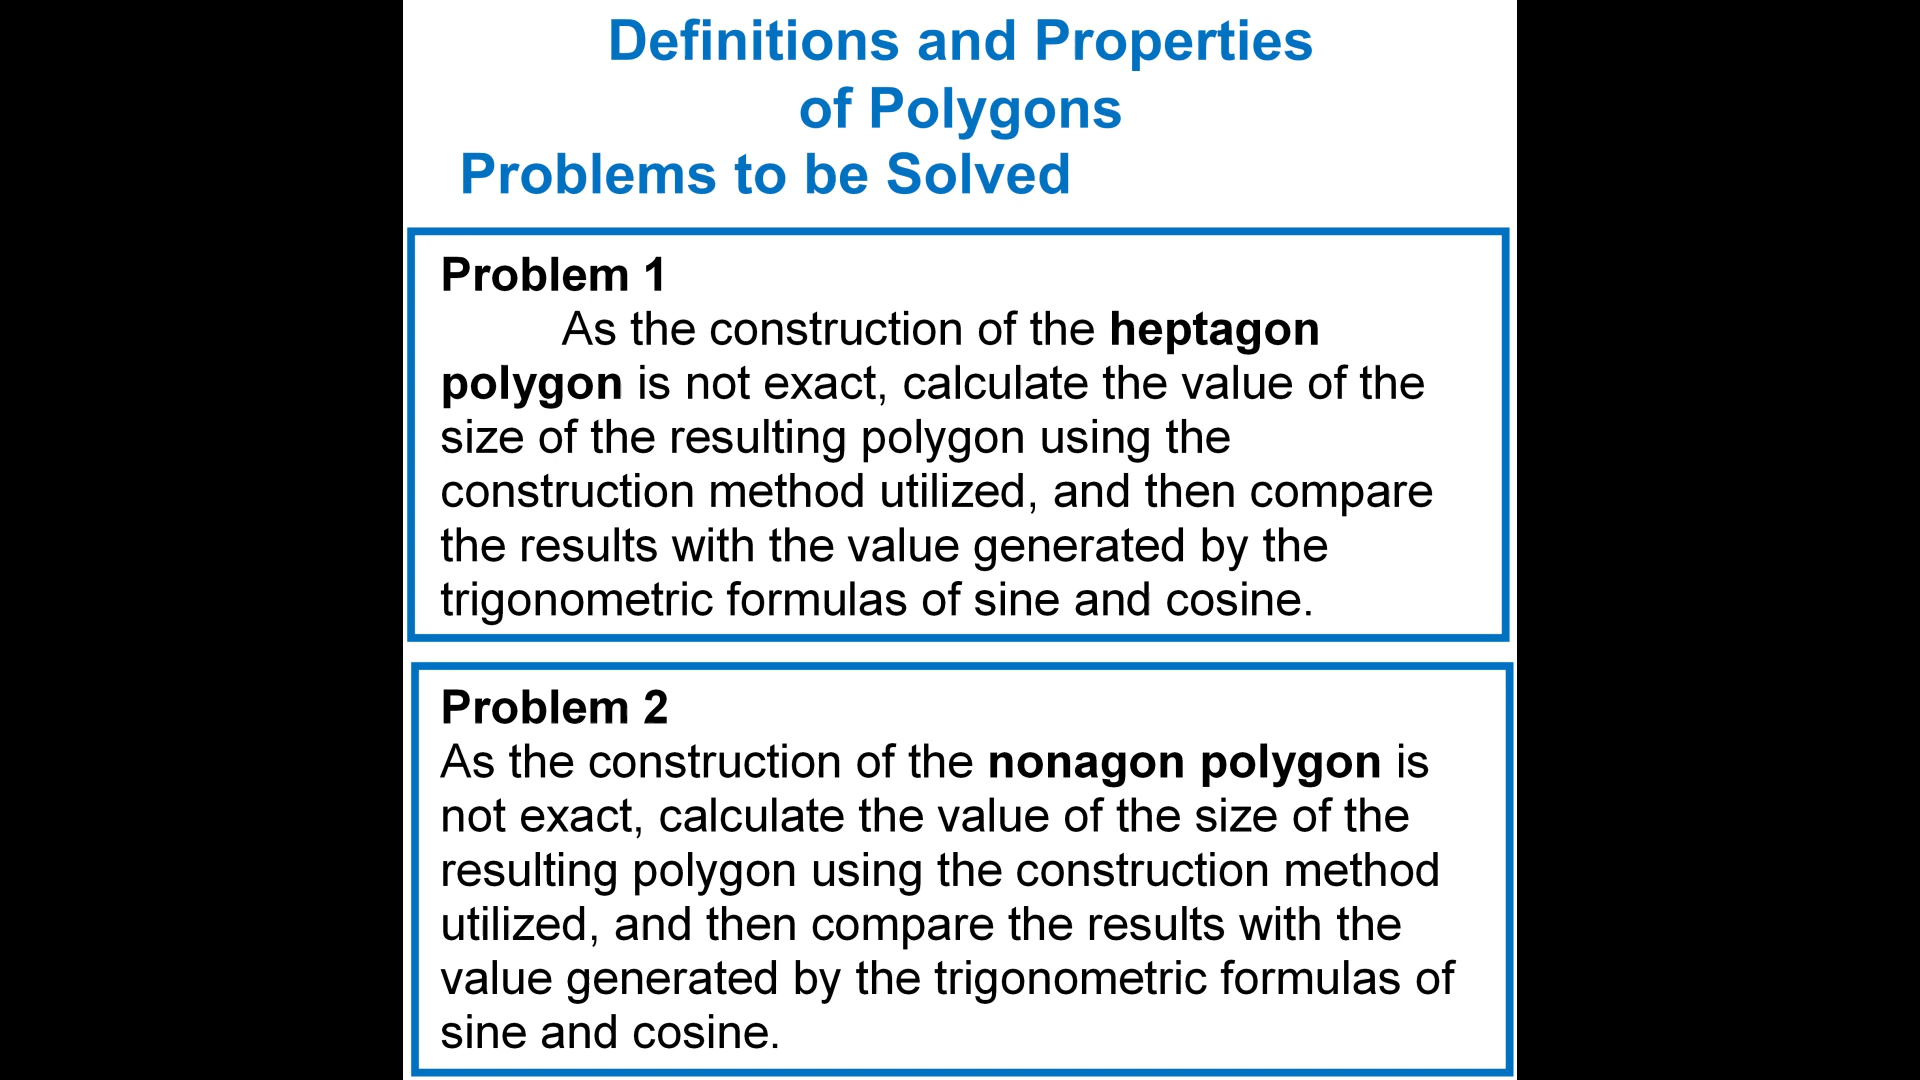 Definitions and Properties
of Polygons
Problems to be Solved
Problem 1
As the construction of the heptagon
polygon is not exact, calculate the value of the
size of the resulting polygon using the
construction method utilized, and then compare
the results with the value generated by the
trigonometric formulas of sine and cosine.
Problem 2
As the construction of the nonagon polygon is
not exact, calculate the value of the size of the
resulting polygon using the construction method
utilized, and then compare the results with the
value generated by the trigonometric formulas of
sine and cosine.